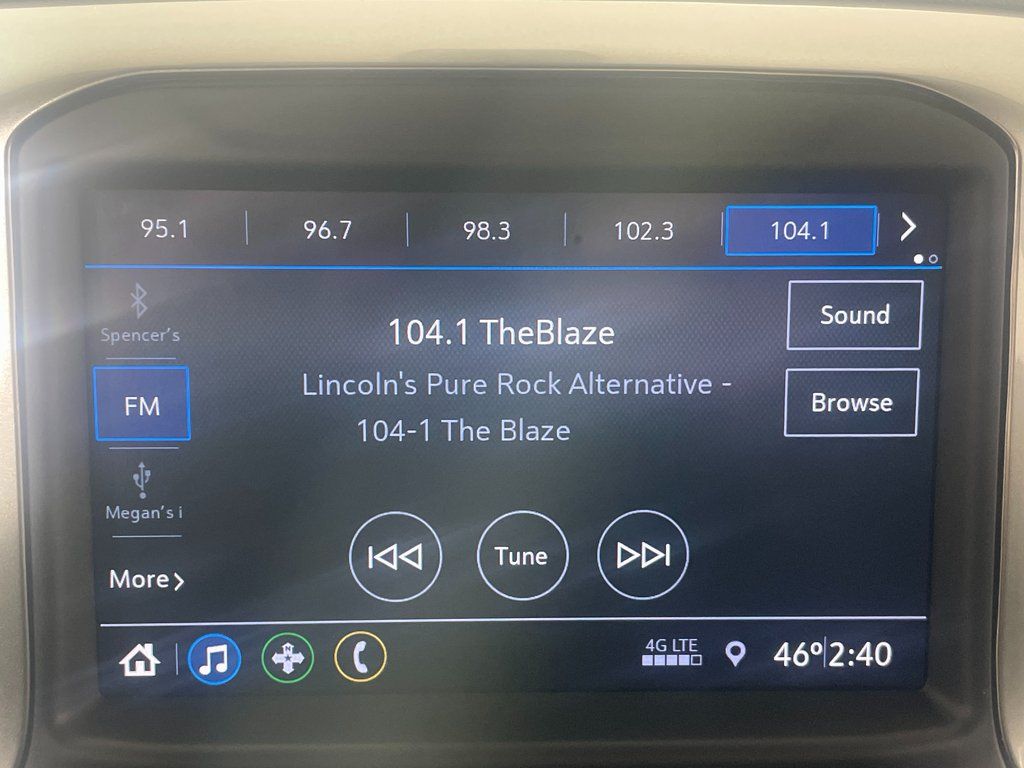 95.1 96.7 98.3 102.3 104.1
Spencer's
104.1 TheBlaze
Sound
Lincoln's Pure Rock Alternative -
104-1 The Blaze
FM
Browse
Megan's i
Tune
More
4G LTE
46° 2:40